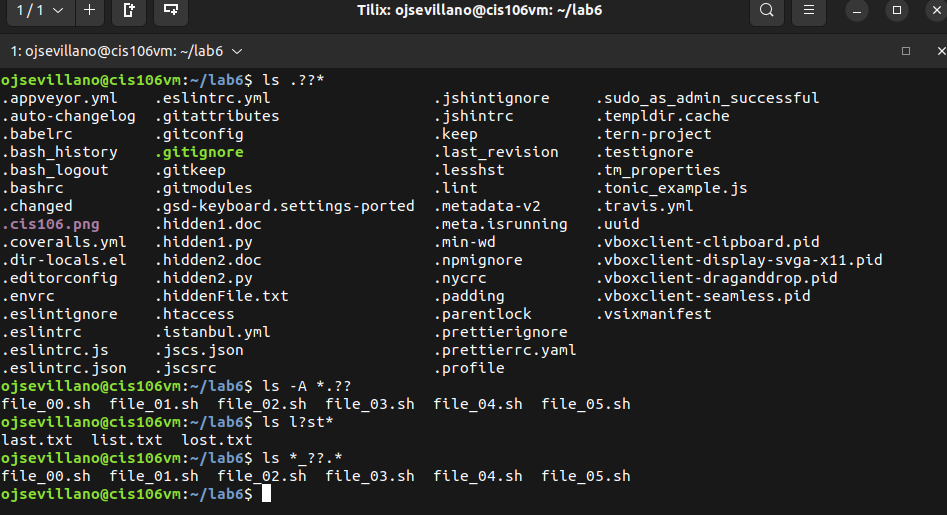 1 / 1 Tilix: ojsevillano@cis106vm: ~/lab6
1: ojsevillano@cis106vm: ~/lab6
ojsevillano@cis106vm:~/lab6$ ls .??*
.appveyor.yml .eslintrc.yml .jshintignore .sudo_as_admin_successful
.auto-changelog .gitattributes .jshintrc .templdir.cache
.babelrc .gitconfig .keep .tern-project
.bash_history .gitignore .last_revision .testignore
.bash_logout .gitkeep .lesshst .tm_properties
.bashrc .gitmodules .lint .tonic_example.js
.changed .gsd-keyboard.settings-ported .metadata-v2 .travis.yml
.cis106.png .hidden1.doc .meta.isrunning .uuid
.coveralls.yml .hidden1.py .min-wd .vboxclient-clipboard.pid
.dir-locals.el .hidden2.doc .npmignore .vboxclient-display-svga-x11.pid
.editorconfig .hidden2.py .nycrc .vboxclient-draganddrop.pid
.envrc .hiddenFile.txt .padding .vboxclient-seamless.pid
.eslintignore .htaccess .parentlock .vsixmanifest
.eslintrc .istanbul.yml .prettierignore
.eslintrc.js .jscs.json .prettierrc.yaml
.eslintrc.json .jscsrc .profile
ojsevillano@cis106vm:~/lab6$ ls -A *.??
file_00.sh file_01.sh file_02.sh file_03.sh file_04.sh file_05.sh
ojsevillano@cis106vm:~/lab6$ ls l?st*
last.txt list.txt lost.txt
ojsevillano@cis106vm:~/lab6$ ls *_??.*
file_00.sh file_01.sh file_02.sh file_03.sh file_04.sh file_05.sh
ojsevillano@cis106vm:~/lab6$